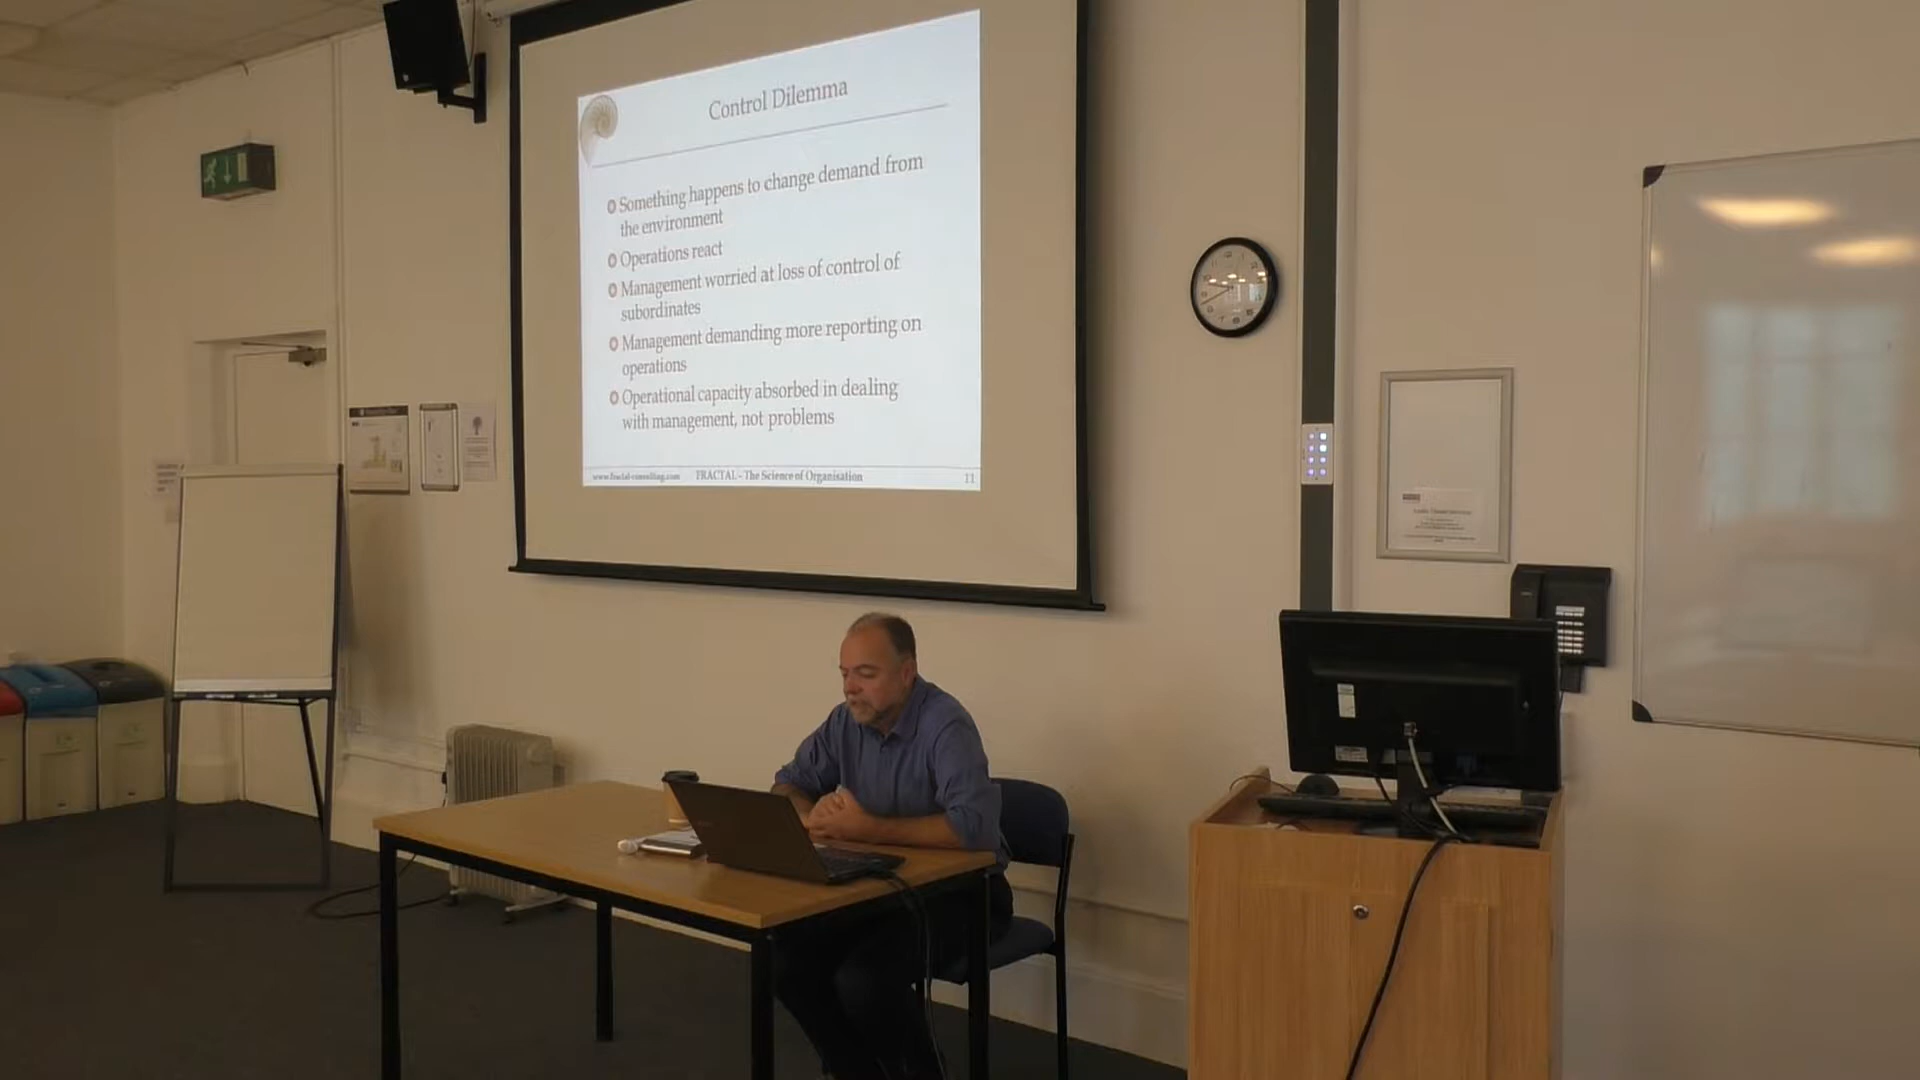 Control Dilemma
Something happens to change demand from
the environment
Operations react
Management worried at loss of control of
subordinates
Management demanding more reporting on
operations
Operational capacity absorbed in dealing
with management, not problems
www.fractal-consulting.com FRACTAL - The Science of Organisation 11